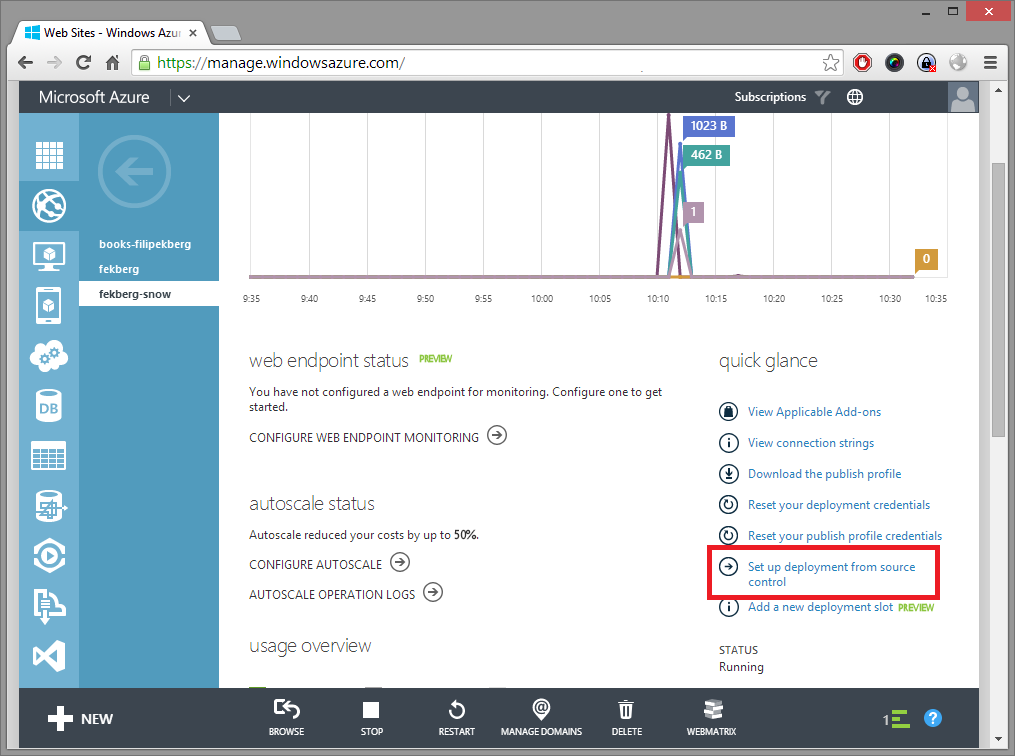 Web Sites - Windows Azur
https://manage.windowsazure.com/
Microsoft Azure
Subscriptions
books-filipekberg
fekberg
fekberg-snow
DB
1023 B
462 B
1
0
9:35 9:40 9:45 9:50 9:55 10:00 10:05 10:10 10:15 10:20 10:25 10:30 10:35
web endpoint status PREVIEW
You have not configured a web endpoint for monitoring. Configure one to get
started.
CONFIGURE WEB ENDPOINT MONITORING
autoscale status
Autoscale reduced your costs by up to 50%.
CONFIGURE AUTOSCALE
AUTOSCALE OPERATION LOGS
usage overview
quick glance
View Applicable Add-ons
View connection strings
Download the publish profile
Reset your deployment credentials
Reset your publish profile credentials
Set up deployment from source
control
Add a new deployment slot PREVIEW
STATUS
Running
NEW
BROWSE
STOP
RESTART
MANAGE DOMAINS
DELETE
WEBMATRIX
1
?